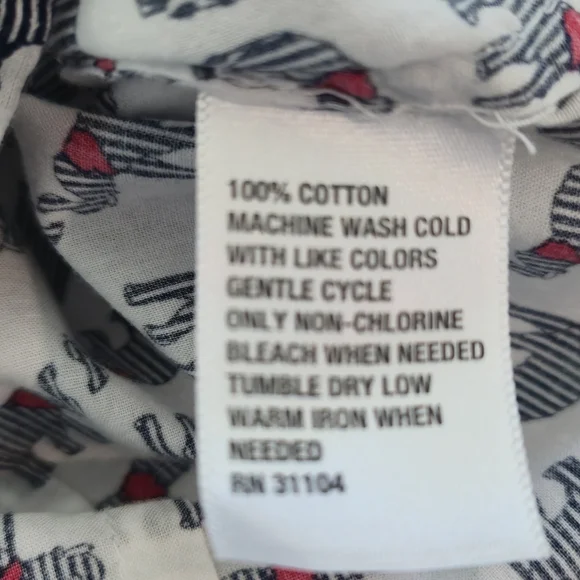 100% COTTON
MACHINE WASH COLD
WITH LIKE COLORS
GENTLE CYCLE
ONLY NON-CHLORINE
BLEACH WHEN NEEDED
TUMBLE DRY LOW
WARM IRON WHEN
NEEDED
RN 31104